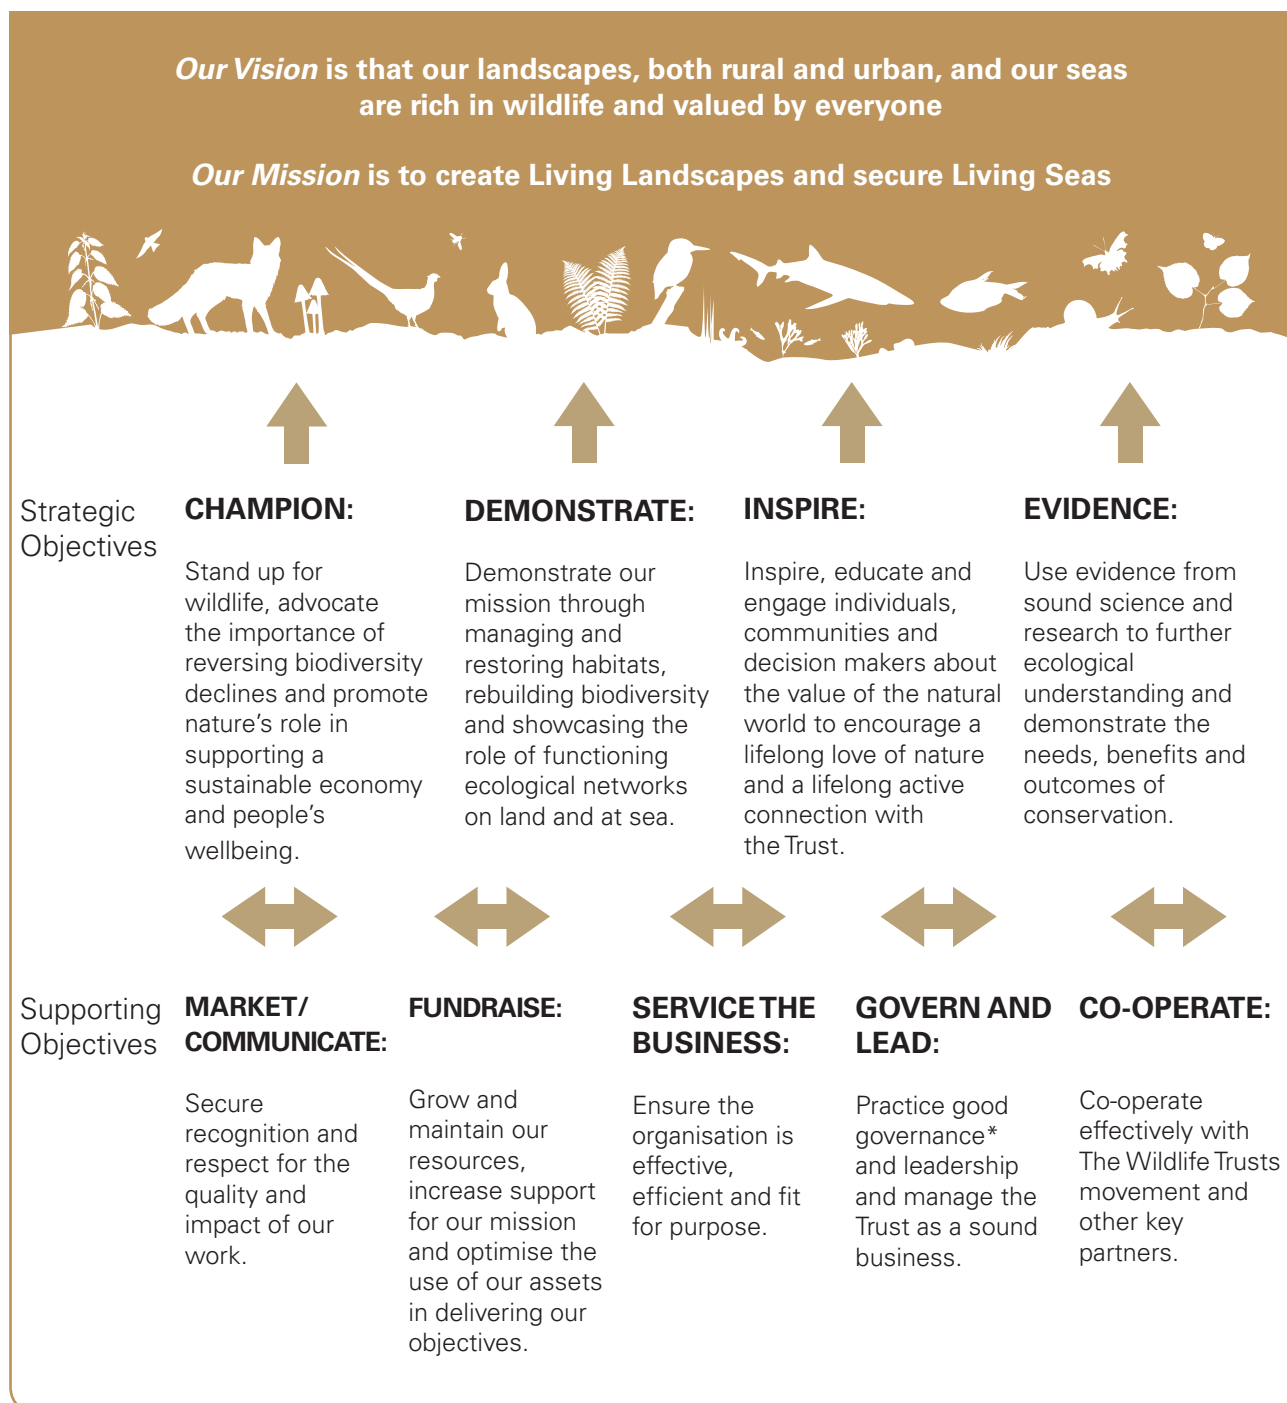 Our Vision is that our landscapes, both rural and urban, and our seas
are rich in wildlife and valued by everyone
Our Mission is to create Living Landscapes and secure Living Seas
Strategic
Objectives
CHAMPION:
Stand up for
wildlife, advocate
the importance of
reversing biodiversity
declines and promote
nature's role in
supporting a
sustainable economy
and people's
wellbeing.
DEMONSTRATE:
Demonstrate our
mission through
managing and
restoring habitats,
rebuilding biodiversity
and showcasing the
role of functioning
ecological networks
on land and at sea.
INSPIRE:
Inspire, educate and
engage individuals,
communities and
decision makers about
the value of the natural
world to encourage a
lifelong love of nature
and a lifelong active
connection with
the Trust.
EVIDENCE:
Use evidence from
sound science and
research to further
ecological
understanding and
demonstrate the
needs, benefits and
outcomes of
conservation.
Supporting
Objectives
MARKET/
COMMUNICATE:
Secure
recognition and
respect for the
quality and
impact of our
work.
FUNDRAISE:
Grow and
maintain our
resources,
increase support
for our mission
and optimise the
use of our assets
in delivering our
objectives.
SERVICE THE
BUSINESS:
Ensure the
organisation is
effective,
efficient and fit
for purpose.
GOVERN AND
LEAD:
Practice good
governance*
and leadership
and manage the
Trust as a sound
business.
CO-OPERATE:
Co-operate
effectively with
The Wildlife Trusts
movement and
other key
partners.